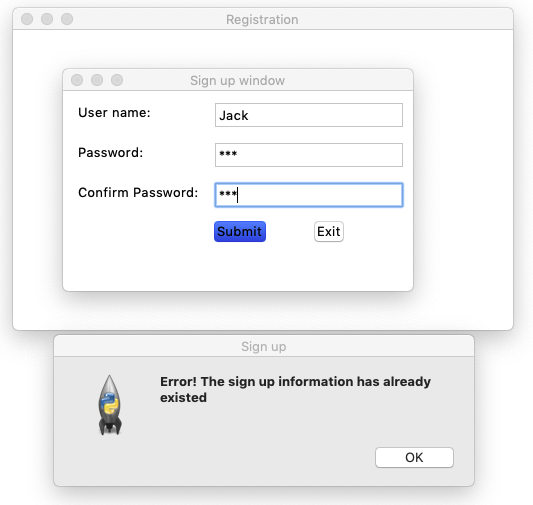 Registration
Sign up window
User name:
Jack
Password:
***
Confirm Password:
***
Submit
Exit
Sign up
Error! The sign up information has already
existed
OK